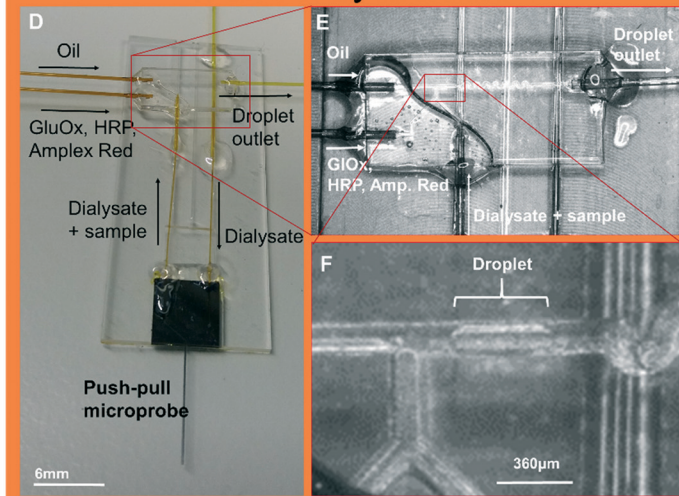 D
Oil
GluOx, HRP,
Amplex Red
Droplet
outlet
Dialysate
+ sample
Dialysate
Push-pull
microprobe
6mm
E
Oil
Droplet
outlet
GlOx,
HRP, Amp. Red
Dialysate + sample
F
Droplet
360µm